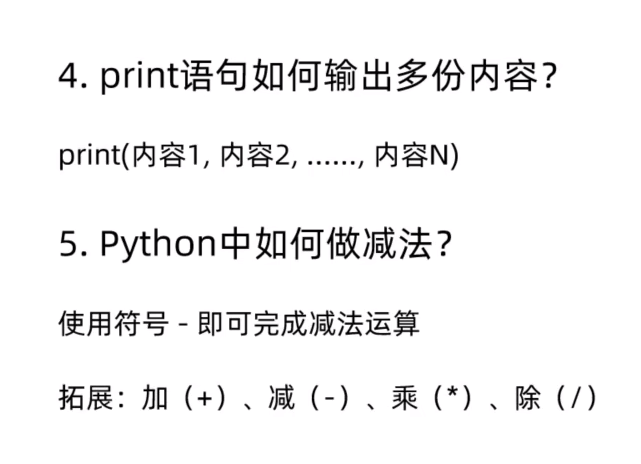 4. print语句如何输出多份内容？
print(内容1, 内容2, ......, 内容N)
5. Python中如何做减法？
使用符号 - 即可完成减法运算
拓展：加（+）、减（-）、乘（*）、除（/）